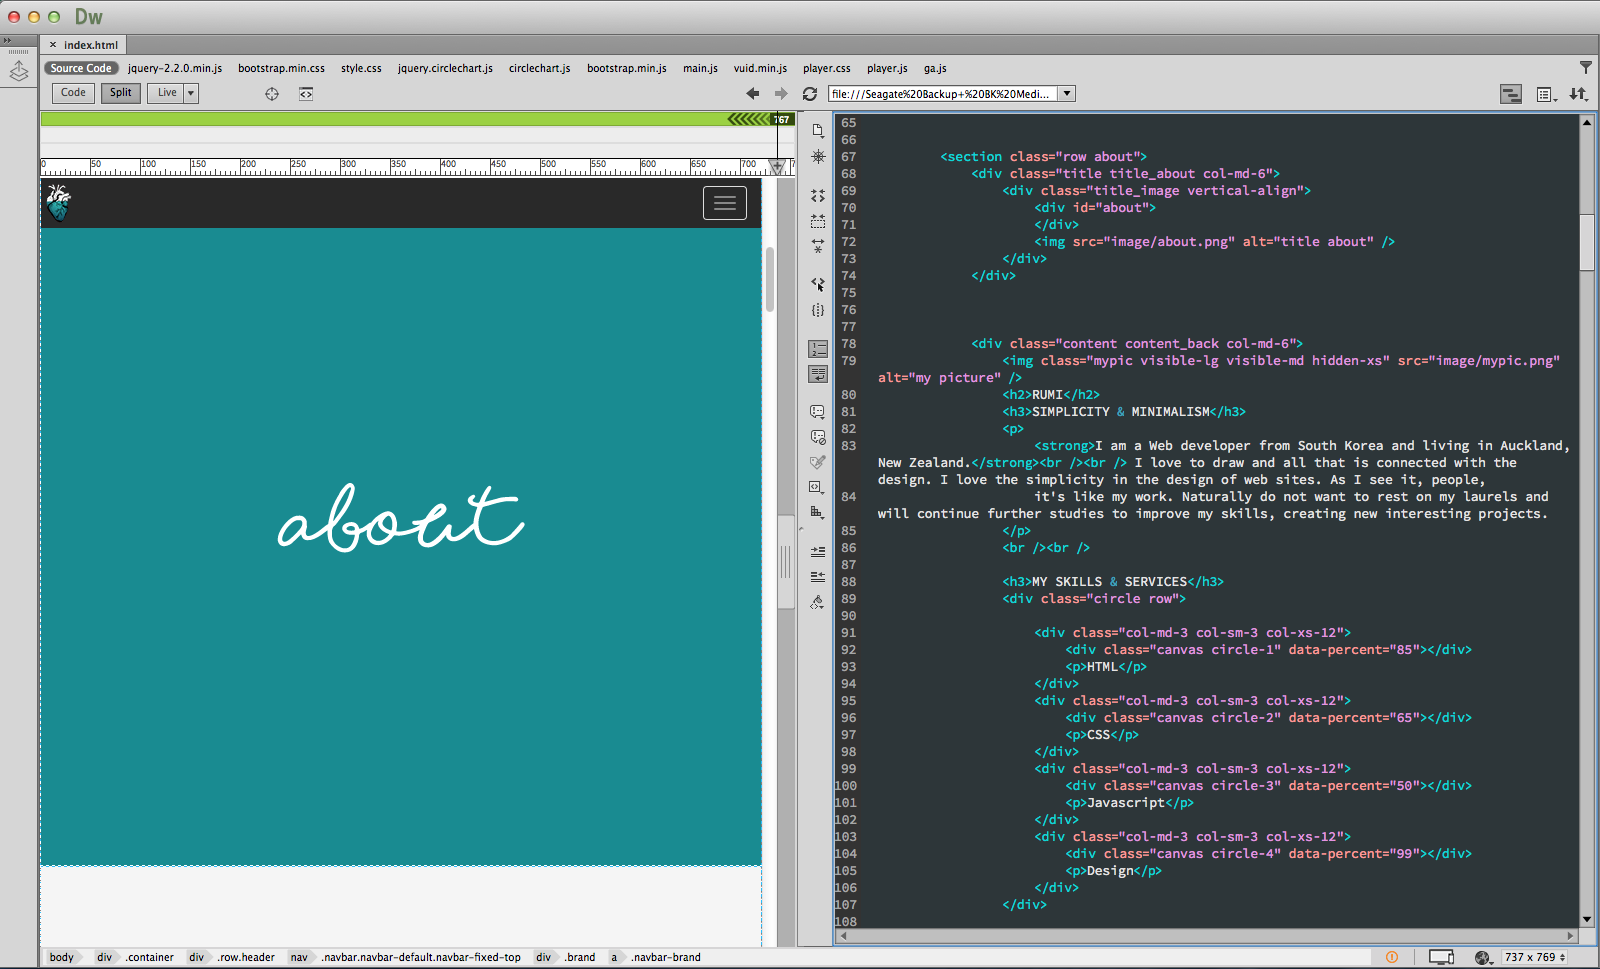 Dw
index.html
Source Code jquery-2.2.0.min.js bootstrap.min.css style.css jquery.circlechart.js circlechart.js bootstrap.min.js main.js vuid.min.js player.css player.js ga.js
Code Split Live file:///Seagate%20Backup+%20BK%20Medi...
767
0 50 100 150 200 250 300 350 400 450 500 550 600 650 700
about
65
66
67 <section class="row about">
68 <div class="title title_about col-md-6">
69 <div class="title_image vertical-align">
70 <div id="about">
71 </div>
72 <img src="image/about.png" alt="title about" />
73 </div>
74 </div>
75
76
77
78 <div class="content content_back col-md-6">
79 <img class="mypic visible-lg visible-md hidden-xs" src="image/mypic.png"
alt="my picture" />
80 <h2>RUMI</h2>
81 <h3>SIMPLICITY & MINIMALISM</h3>
82 <p>
83 <strong>I am a Web developer from South Korea and living in Auckland,
New Zealand.</strong><br /><br /> I love to draw and all that is connected with the
design. I love the simplicity in the design of web sites. As I see it, people,
84 it's like my work. Naturally do not want to rest on my laurels and
will continue further studies to improve my skills, creating new interesting projects.
85 </p>
86 <br /><br />
87
88 <h3>MY SKILLS & SERVICES</h3>
89 <div class="circle row">
90
91 <div class="col-md-3 col-sm-3 col-xs-12">
92 <div class="canvas circle-1" data-percent="85"></div>
93 <p>HTML</p>
94 </div>
95 <div class="col-md-3 col-sm-3 col-xs-12">
96 <div class="canvas circle-2" data-percent="65"></div>
97 <p>CSS</p>
98 </div>
99 <div class="col-md-3 col-sm-3 col-xs-12">
100 <div class="canvas circle-3" data-percent="50"></div>
101 <p>Javascript</p>
102 </div>
103 <div class="col-md-3 col-sm-3 col-xs-12">
104 <div class="canvas circle-4" data-percent="99"></div>
105 <p>Design</p>
106 </div>
107 </div>
108
body div .container div .row.header nav .navbar.navbar-default.navbar-fixed-top div .brand a .navbar-brand 737 x 769